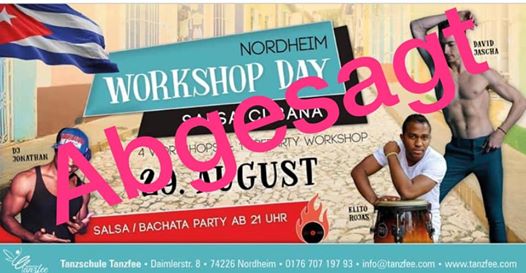 NORDHEIM
WORKSHOP DAY
SALSA CUBANA
DAVID JASCHA
DJ JONATHAN
4 WORKSHOPS PARTY WORKSHOP
AUGUST
ELIO ROJAS
SALSA / BACHATA PARTY AB 21 UHR
Abgesagt
Tanzfee
Tanzschule Tanzfee • Daimlerstr. 8 • 74226 Nordheim • 0176 707 197 93 • info@tanzfee.com • www.tanzfee.com